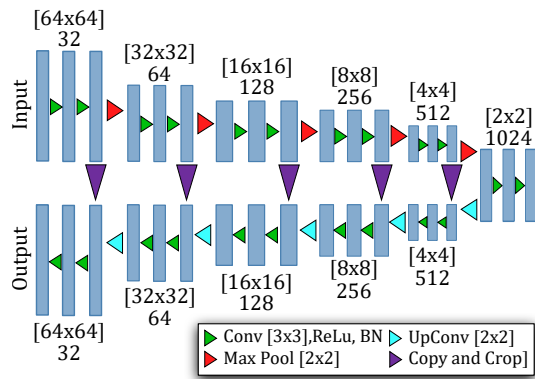 [64x64]
32
[32x32]
64
[16x16]
128
[8x8]
256
[4x4]
512
[2x2]
1024
Input
Output
[64x64]
32
[32x32]
64
[16x16]
128
[8x8]
256
[4x4]
512
Conv [3x3],ReLu, BN
UpConv [2x2]
Max Pool [2x2]
Copy and Crop]